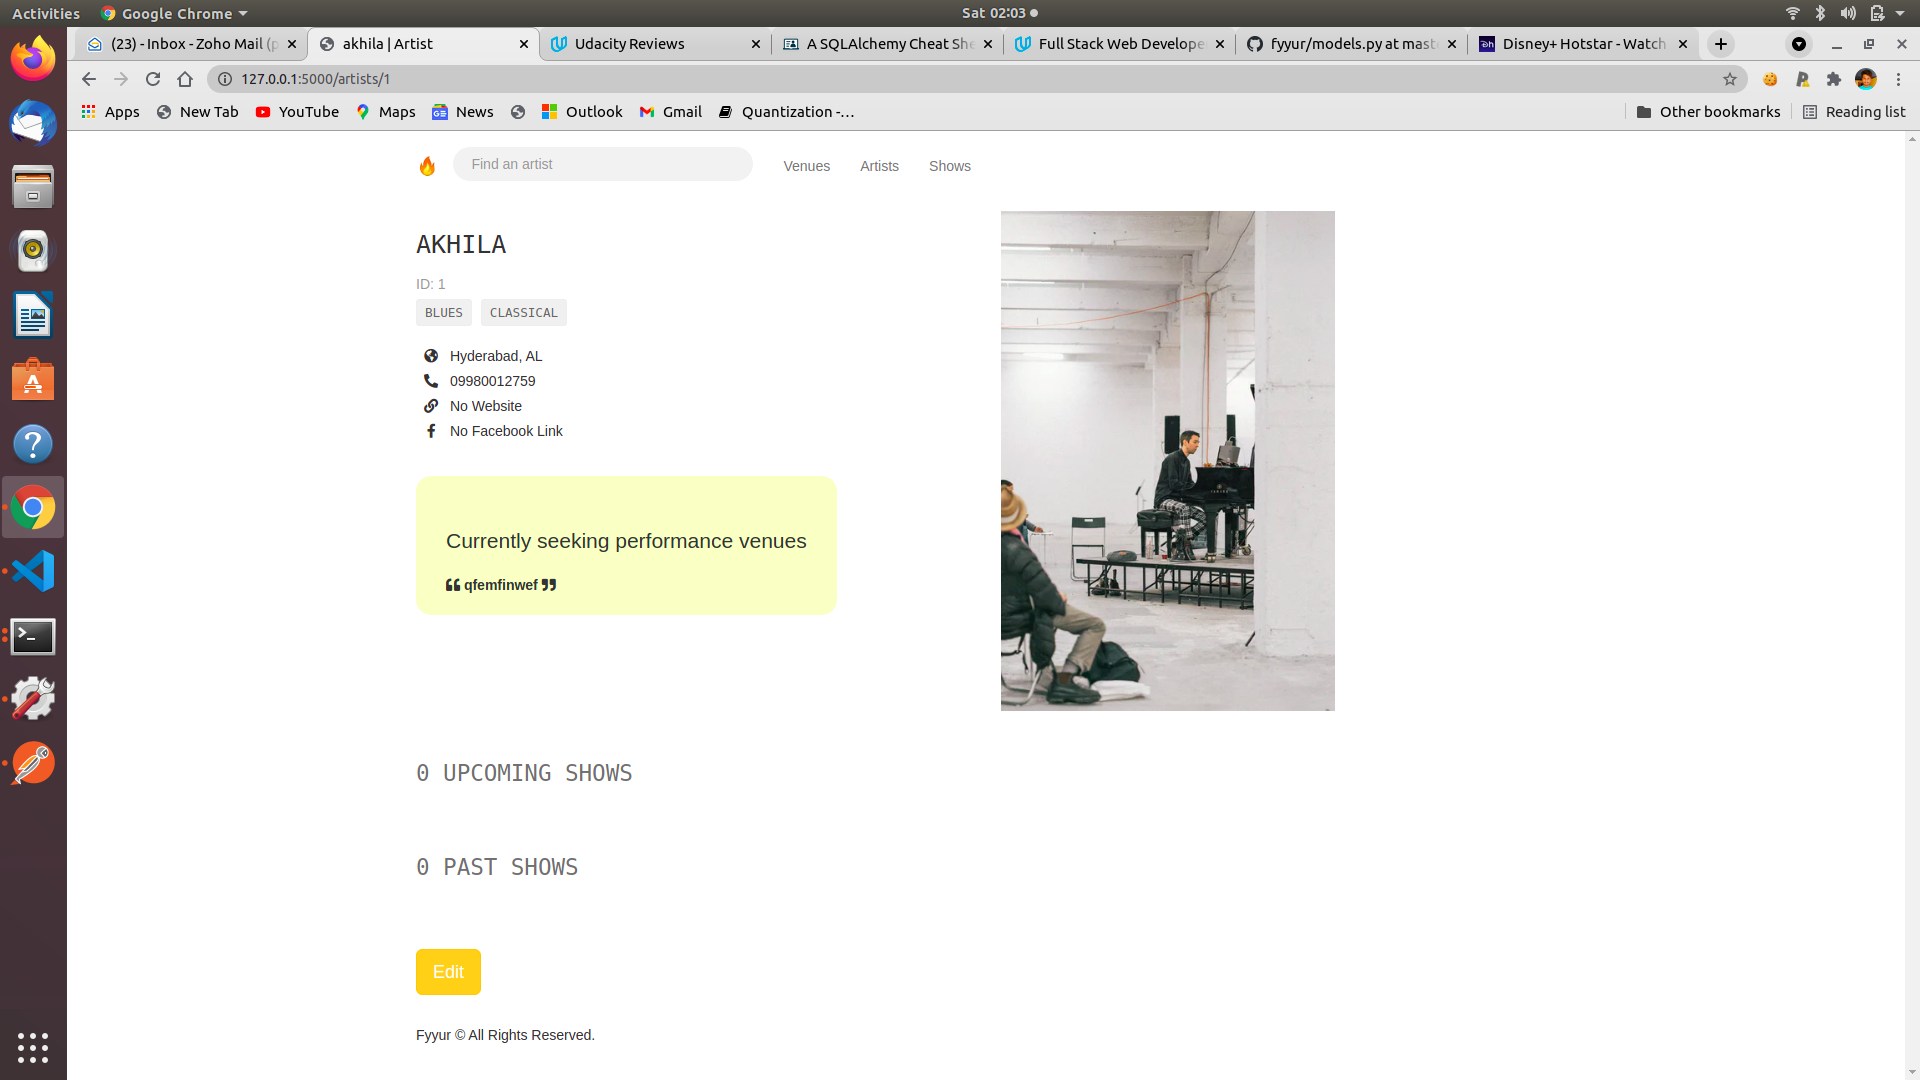 Activities
Google Chrome
Sat 02:03
(23) - Inbox - Zoho Mail (p
akhila | Artist
Udacity Reviews
A SQLAlchemy Cheat She
Full Stack Web Develope
fyyur/models.py at maste
Disney+ Hotstar - Watch
127.0.0.1:5000/artists/1
Apps
New Tab
YouTube
Maps
News
Outlook
Gmail
Quantization -...
Other bookmarks
Reading list
Find an artist
Venues
Artists
Shows
AKHILA
ID: 1
BLUES
CLASSICAL
Hyderabad, AL
09980012759
No Website
No Facebook Link
Currently seeking performance venues
qfemfinwef
0 UPCOMING SHOWS
0 PAST SHOWS
Edit
Fyyur © All Rights Reserved.